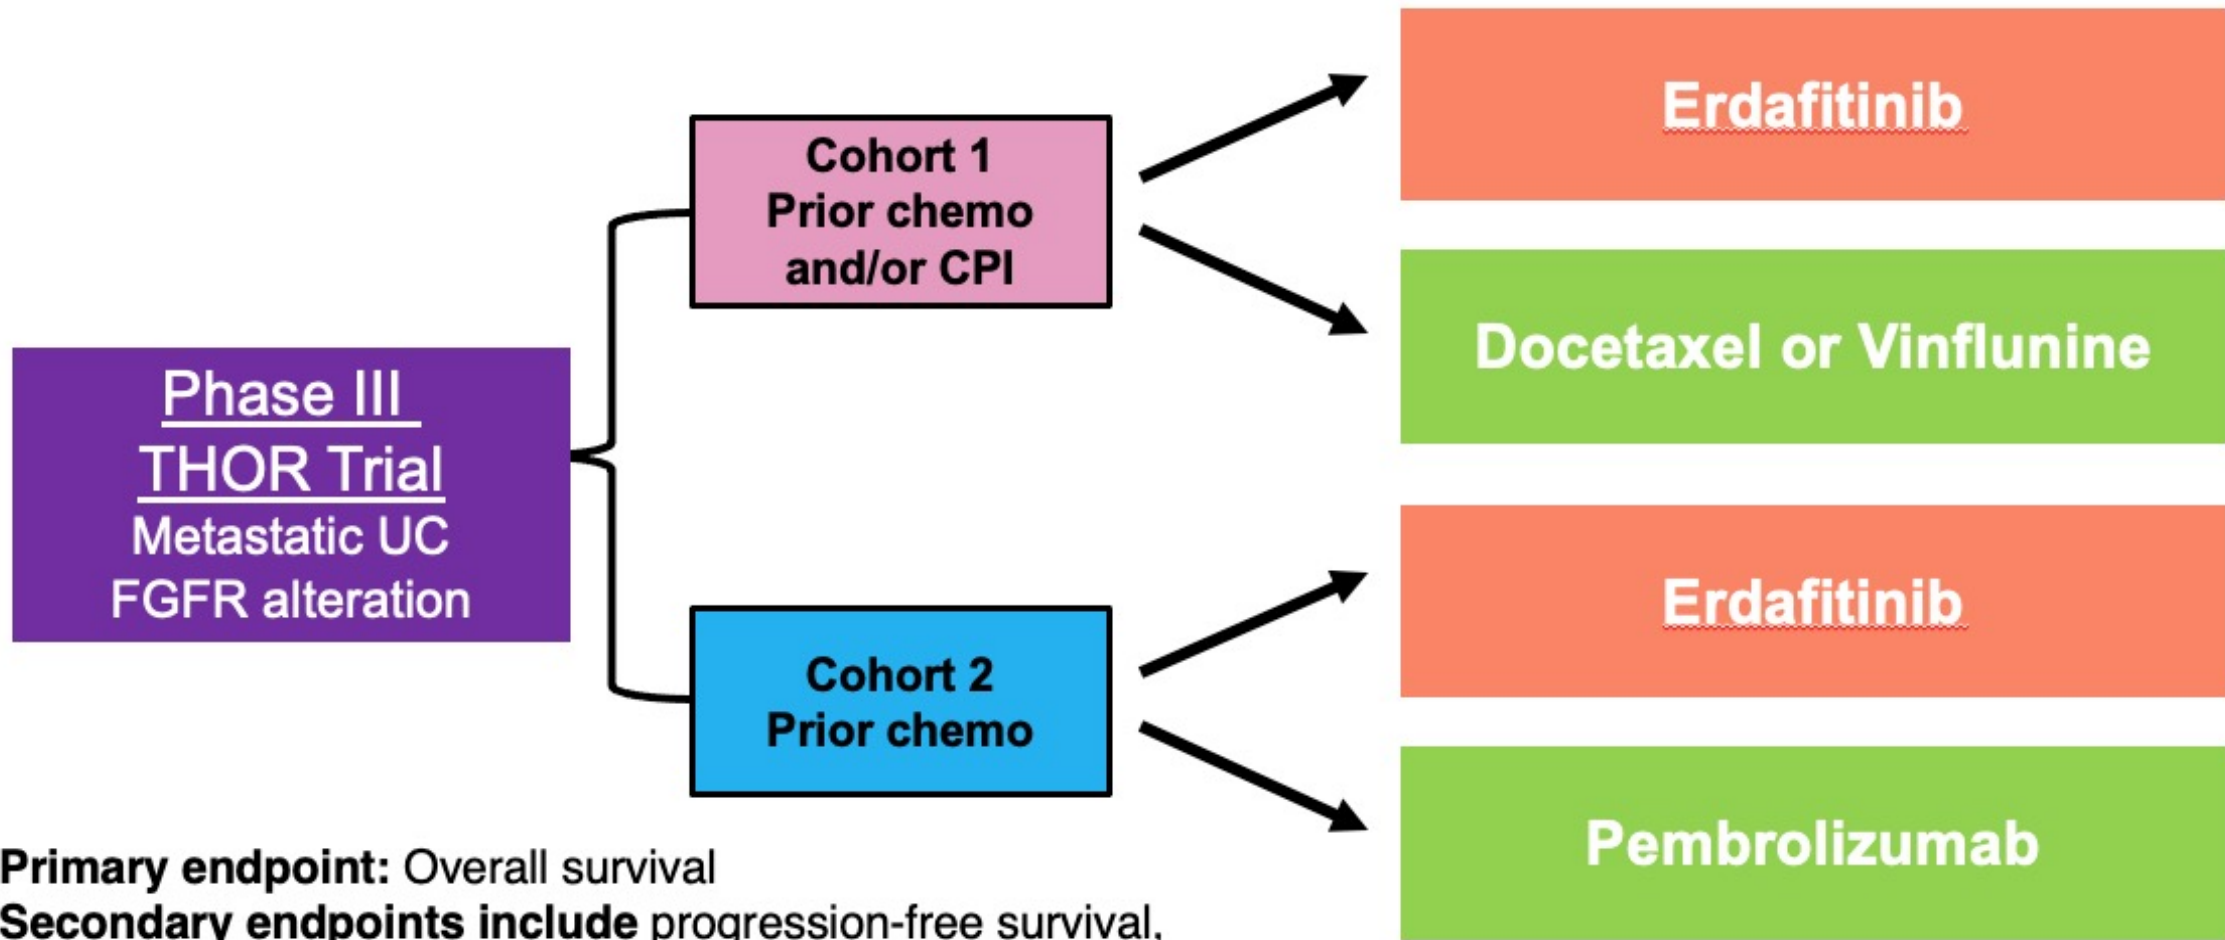 Phase III
THOR Trial
Metastatic UC
FGFR alteration
Cohort 1
Prior chemo
and/or CPI
Erdafitinib
Docetaxel or Vinflunine
Cohort 2
Prior chemo
Erdafitinib
Pembrolizumab
Primary endpoint: Overall survival
Secondary endpoints include progression-free survival,